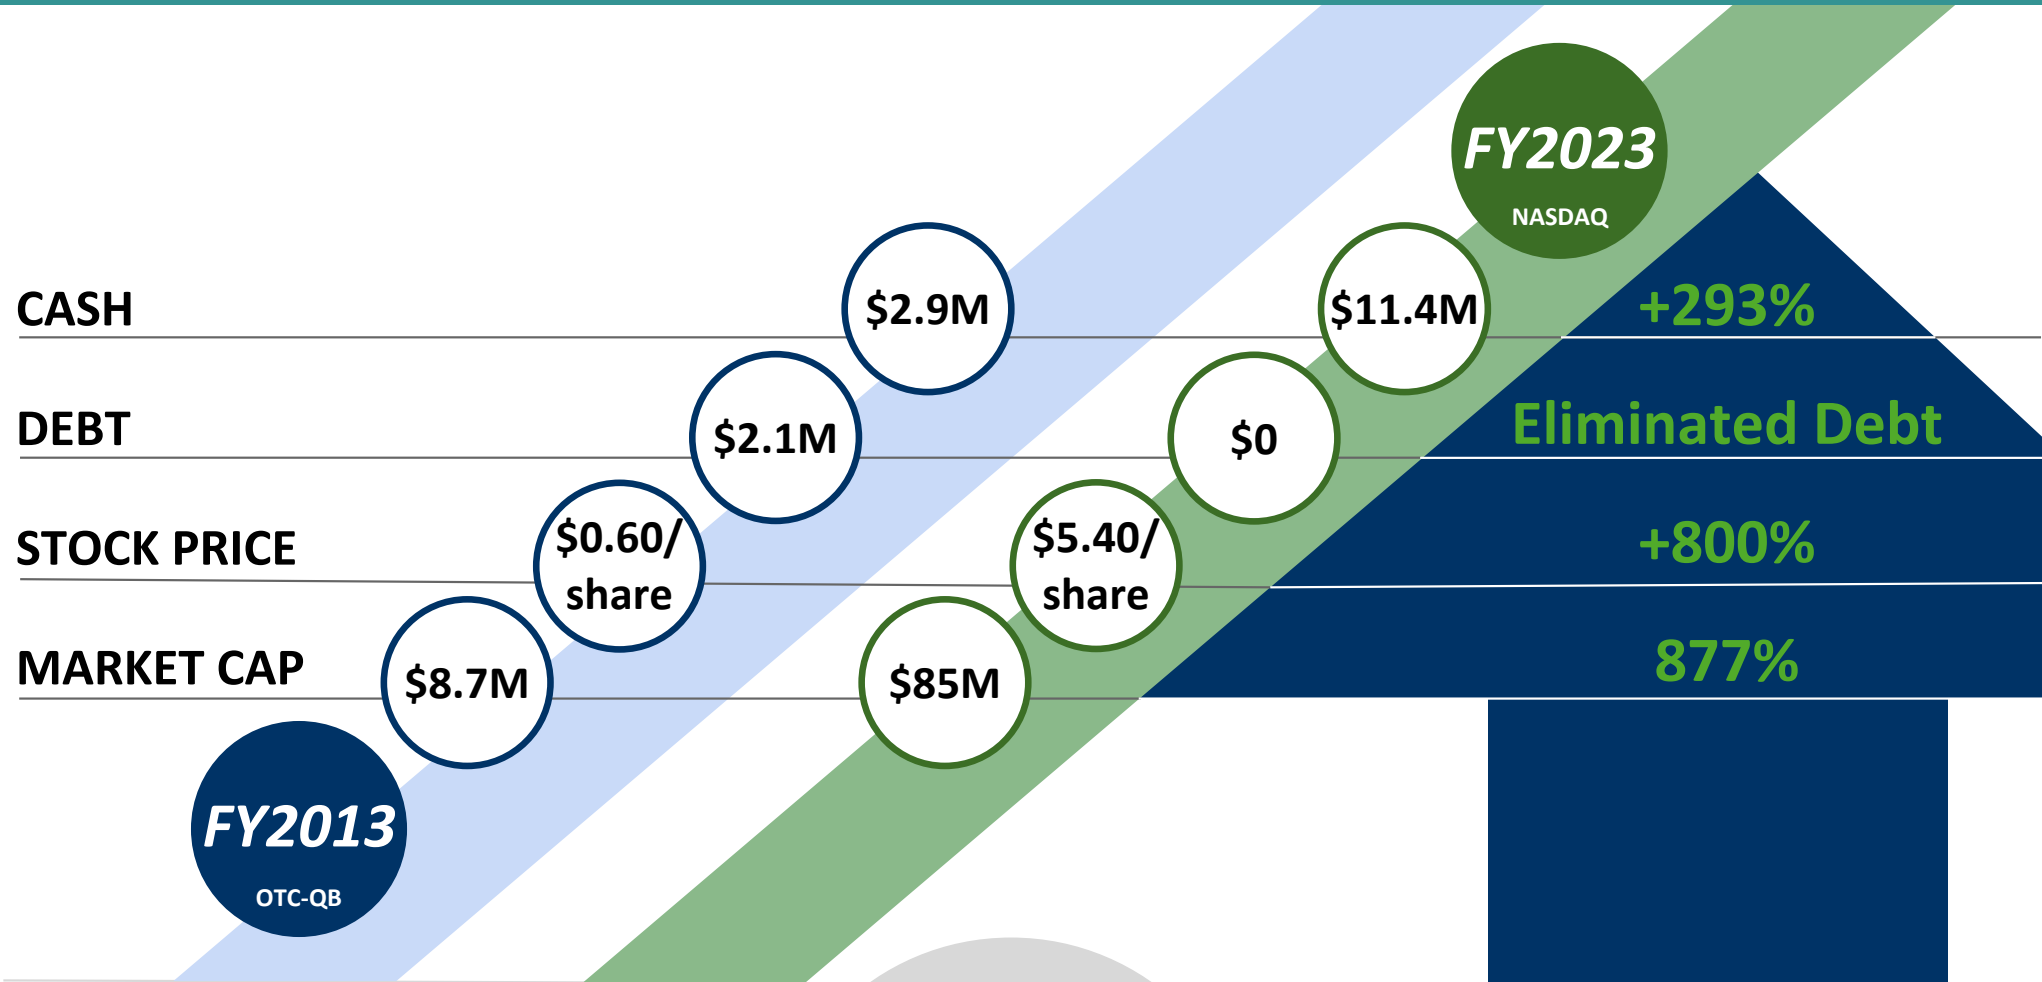 FY2023
NASDAQ
CASH $2.9M $11.4M +293%
DEBT $2.1M $0 Eliminated Debt
STOCK PRICE $0.60/ share $5.40/ share +800%
MARKET CAP $8.7M $85M 877%
FY2013
OTC-QB